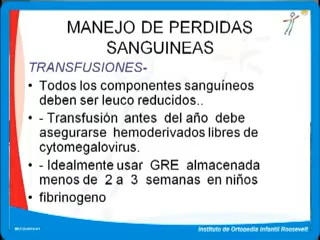 MANEJO DE PERDIDAS
SANGUINEAS
TRANSFUSIONES-
• Todos los componentes sanguíneos
deben ser leuco reducidos..
• - Transfusión antes del año debe
asegurarse hemoderivados libres de
cytomegalovirus.
• - Idealmente usar GRE almacenada
menos de 2 a 3 semanas en niños
• fibrinogeno
Instituto de Ortopedia Infantil Roosevelt